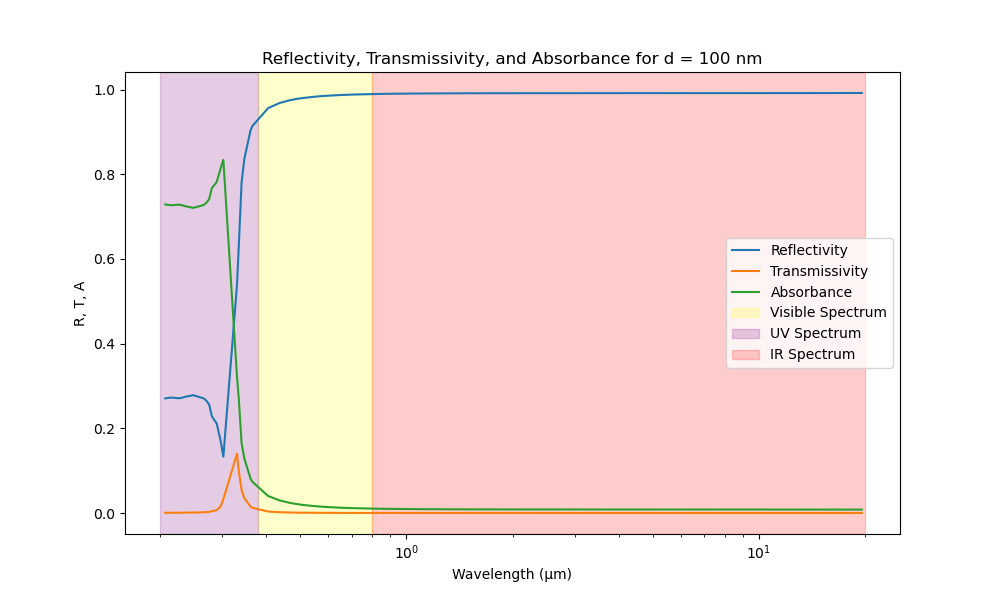 Reflectivity, Transmissivity, and Absorbance for d = 100 nm
R, T, A
1.0
0.8
0.6
0.4
0.2
0.0
Reflectivity
Transmissivity
Absorbance
Visible Spectrum
UV Spectrum
IR Spectrum
10⁰
10¹
Wavelength (μm)